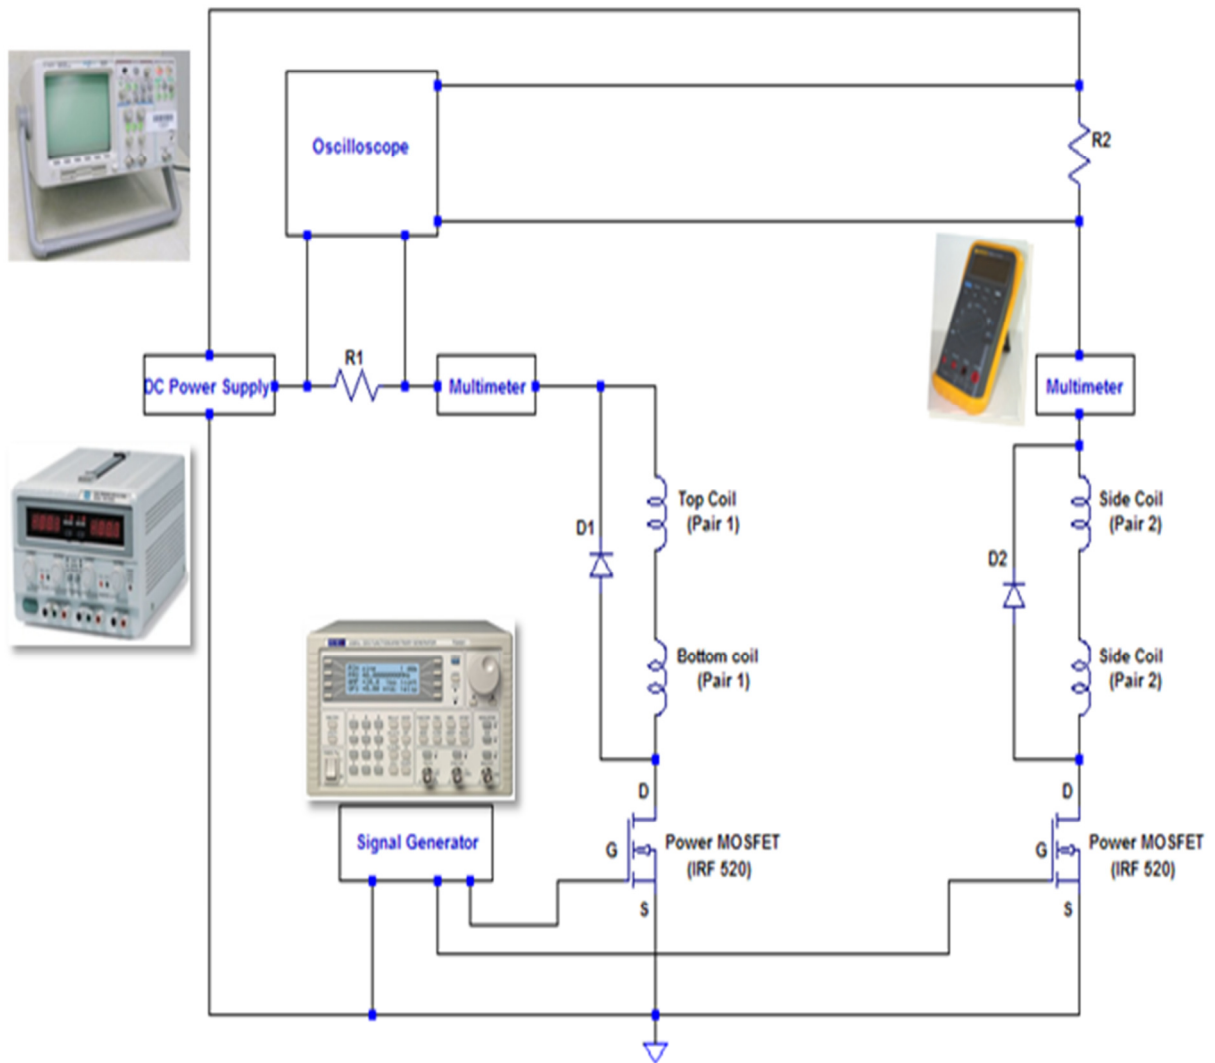 Oscilloscope
R2
R1
DC Power Supply
Multimeter
Multimeter
Top Coil
(Pair 1)
Side Coil
(Pair 2)
D1
D2
Bottom coil
(Pair 1)
Side Coil
(Pair 2)
D
D
Signal Generator
G
Power MOSFET
(IRF 520)
G
Power MOSFET
(IRF 520)
S
S